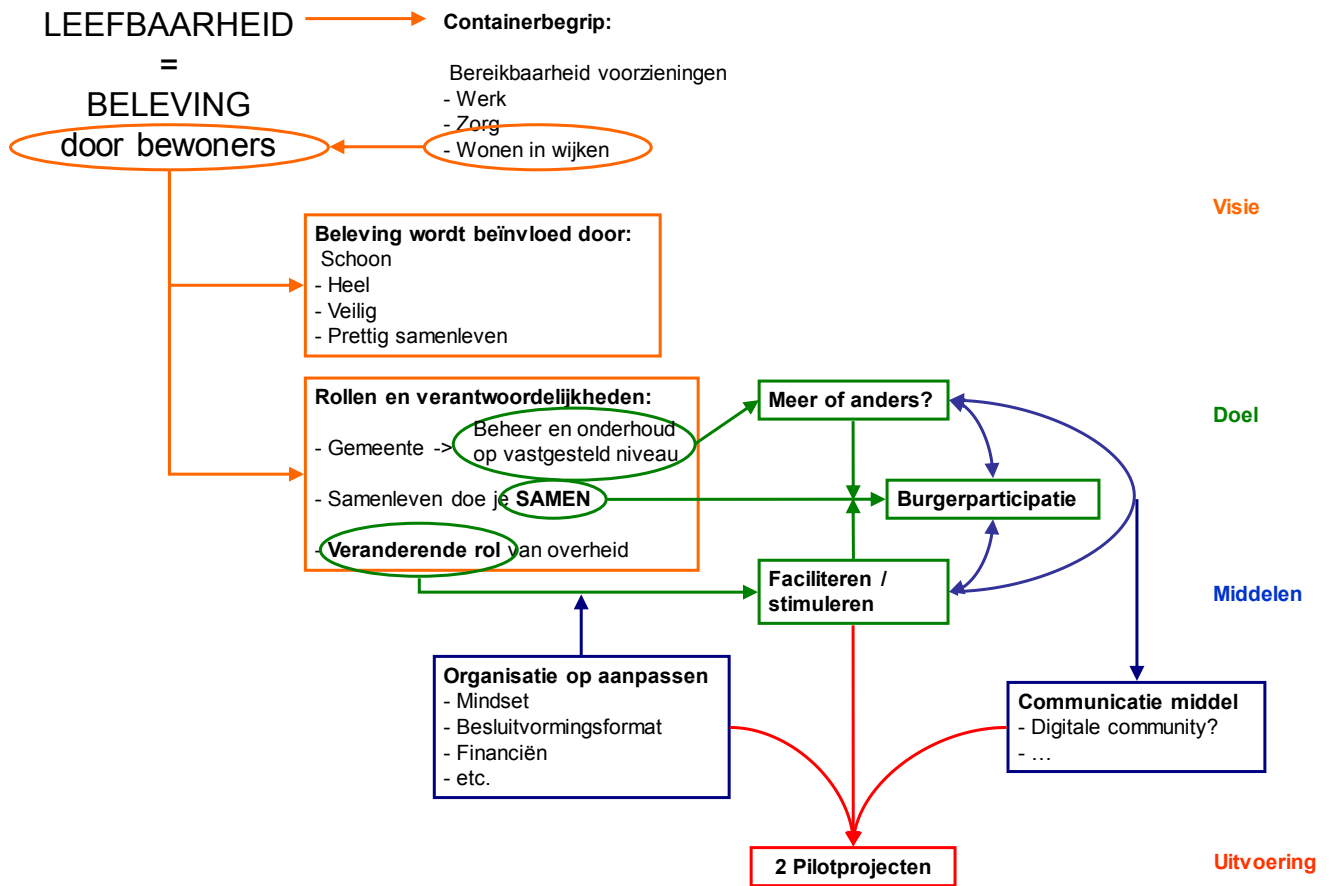 LEEFBAARHEID
=
BELEVING
door bewoners
Containerbegrip:
Bereikbaarheid voorzieningen
- Werk
- Zorg
- Wonen in wijken
Visie
Beleving wordt beïnvloed door:
Schoon
- Heel
- Veilig
- Prettig samenleven
Rollen en verantwoordelijkheden:
- Gemeente -> Beheer en onderhoud
op vastgesteld niveau
- Samenleven doe je SAMEN
- Veranderende rol van overheid
Meer of anders?
Doel
Burgerparticipatie
Faciliteren /
stimuleren
Middelen
Organisatie op aanpassen
- Mindset
- Besluitvormingsformat
- Financiën
- etc.
Communicatie middel
- Digitale community?
- …
2 Pilotprojecten
Uitvoering